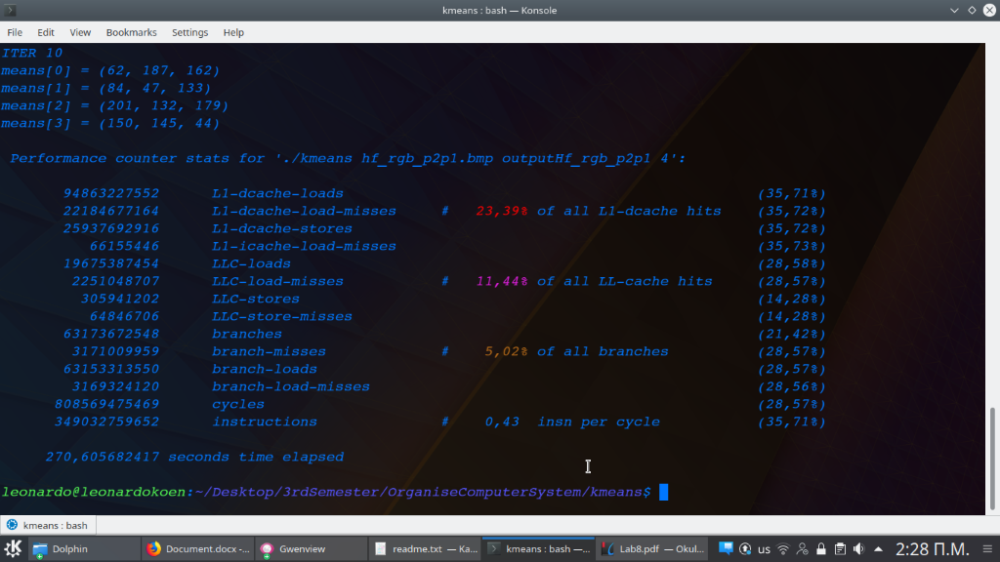 kmeans : bash — Konsole
File Edit View Bookmarks Settings Help
ITER 10
means[0] = (62, 187, 162)
means[1] = (84, 47, 133)
means[2] = (201, 132, 179)
means[3] = (150, 145, 44)
Performance counter stats for './kmeans hf_rgb_p2p1.bmp outputHf_rgb_p2p1 4':
94863227552 L1-dcache-loads (35,71%)
22184677164 L1-dcache-load-misses # 23,39% of all L1-dcache hits (35,72%)
25937692916 L1-dcache-stores (35,72%)
66155446 L1-icache-load-misses (35,73%)
19675387454 LLC-loads (28,58%)
2251048707 LLC-load-misses # 11,44% of all LL-cache hits (28,57%)
305941202 LLC-stores (14,28%)
64846706 LLC-store-misses (14,28%)
63173672548 branches (21,42%)
3171009959 branch-misses # 5,02% of all branches (28,57%)
63153313550 branch-loads (28,57%)
3169324120 branch-load-misses (28,56%)
808569475469 cycles (28,57%)
349032759652 instructions # 0,43 insn per cycle (35,71%)
270,605682417 seconds time elapsed
leonardo@leonardokoen:~/Desktop/3rdSemester/OrganiseComputerSystem/kmeans$
kmeans : bash
Dolphin Document.docx -... Gwenview readme.txt — Ka... kmeans : bash —... Lab8.pdf — Okul... us 2:28 Π.Μ.